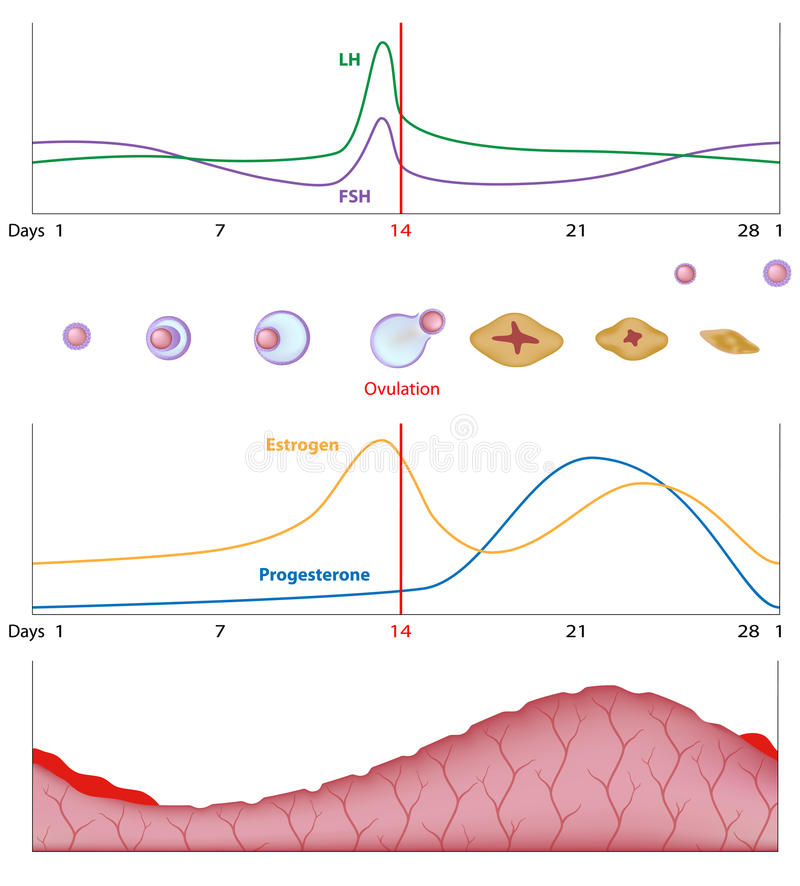 LH
FSH
Days 1 7 14 21 28 1
Ovulation
Estrogen
dreamstime
Progesterone
Days 1 7 14 21 28 1